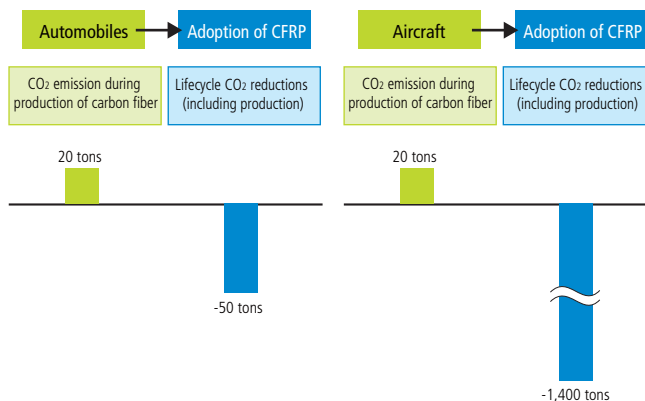 Automobiles
Adoption of CFRP
CO₂ emission during
production of carbon fiber
Lifecycle CO₂ reductions
(including production)
20 tons
-50 tons
Aircraft
Adoption of CFRP
CO₂ emission during
production of carbon fiber
Lifecycle CO₂ reductions
(including production)
20 tons
-1,400 tons